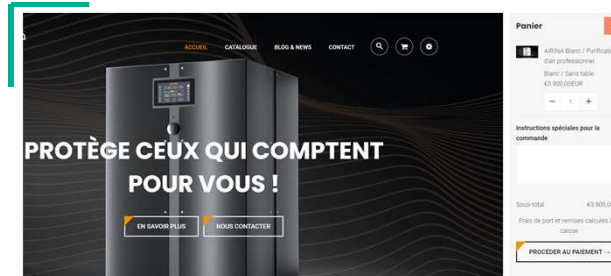 ACCUEIL CATALOGUE BLOG & NEWS CONTACT
PROTÈGE CEUX QUI COMPTENT
POUR VOUS !
EN SAVOIR PLUS NOUS CONTACTER
Panier
AIRINA Blanc / Purificate
d'air professionnel
Blanc / Sans table
€3 900,00EUR
− 1 +
Instructions spéciales pour la
commande
Sous-total €3 900,0
Frais de port et remises calculés
caisse
PROCÉDER AU PAIEMENT →